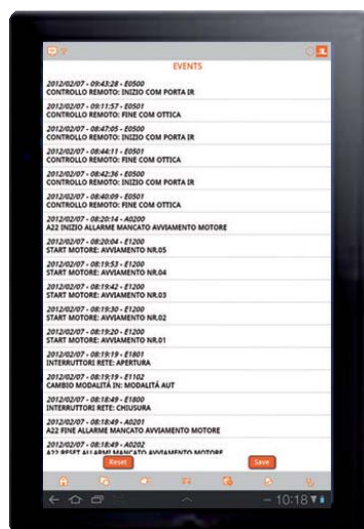 EVENTS
2012/02/07 - 09:43:28 - E0500
CONTROLLO REMOTO: INIZIO COM PORTA IR
2012/02/07 - 09:11:57 - E0501
CONTROLLO REMOTO: FINE COM OTTICA
2012/02/07 - 08:47:05 - E0500
CONTROLLO REMOTO: INIZIO COM PORTA IR
2012/02/07 - 08:44:11 - E0501
CONTROLLO REMOTO: FINE COM OTTICA
2012/02/07 - 08:42:36 - E0500
CONTROLLO REMOTO: INIZIO COM PORTA IR
2012/02/07 - 08:40:09 - E0501
CONTROLLO REMOTO: FINE COM OTTICA
2012/02/07 - 08:20:14 - A0200
A22 INIZIO ALLARME MANCATO AVVIAMENTO MOTORE
2012/02/07 - 08:20:04 - E1200
START MOTORE: AVVIAMENTO NR.05
2012/02/07 - 08:19:53 - E1200
START MOTORE: AVVIAMENTO NR.04
2012/02/07 - 08:19:42 - E1200
START MOTORE: AVVIAMENTO NR.03
2012/02/07 - 08:19:30 - E1200
START MOTORE: AVVIAMENTO NR.02
2012/02/07 - 08:19:20 - E1200
START MOTORE: AVVIAMENTO NR.01
2012/02/07 - 08:19:19 - E1801
INTERRUTTORI RETE: APERTURA
2012/02/07 - 08:19:19 - E1102
CAMBIO MODALITÁ IN: MODALITÁ AUT
2012/02/07 - 08:18:49 - E1800
INTERRUTTORI RETE: CHIUSURA
2012/02/07 - 08:18:49 - A0201
A22 FINE ALLARME MANCATO AVVIAMENTO MOTORE
2012/02/07 - 08:18:49 - A0202
A22 RESET ALLARMI MANCATO AVVIAMENTO MOTORE
Reset
Save
10:18